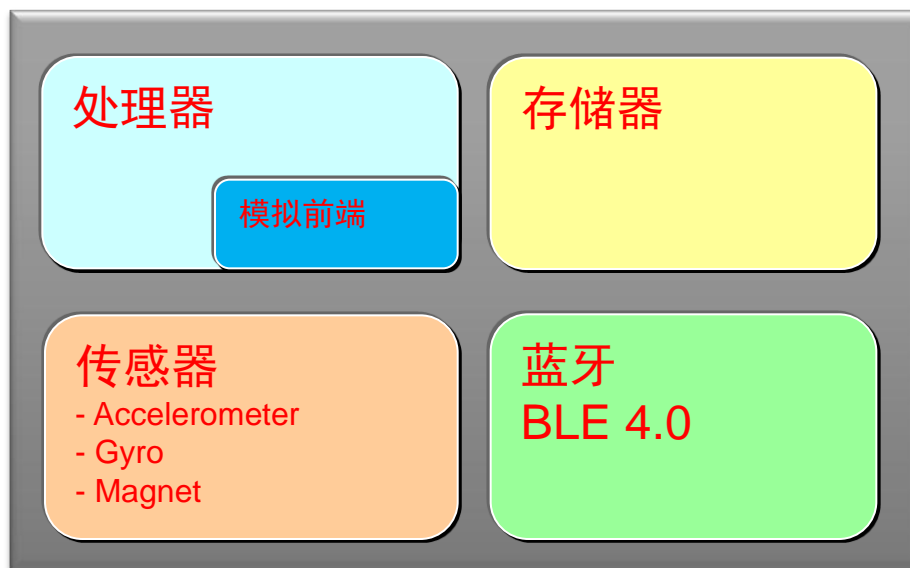 处理器
模拟前端
存储器
传感器
- Accelerometer
- Gyro
- Magnet
蓝牙
BLE 4.0